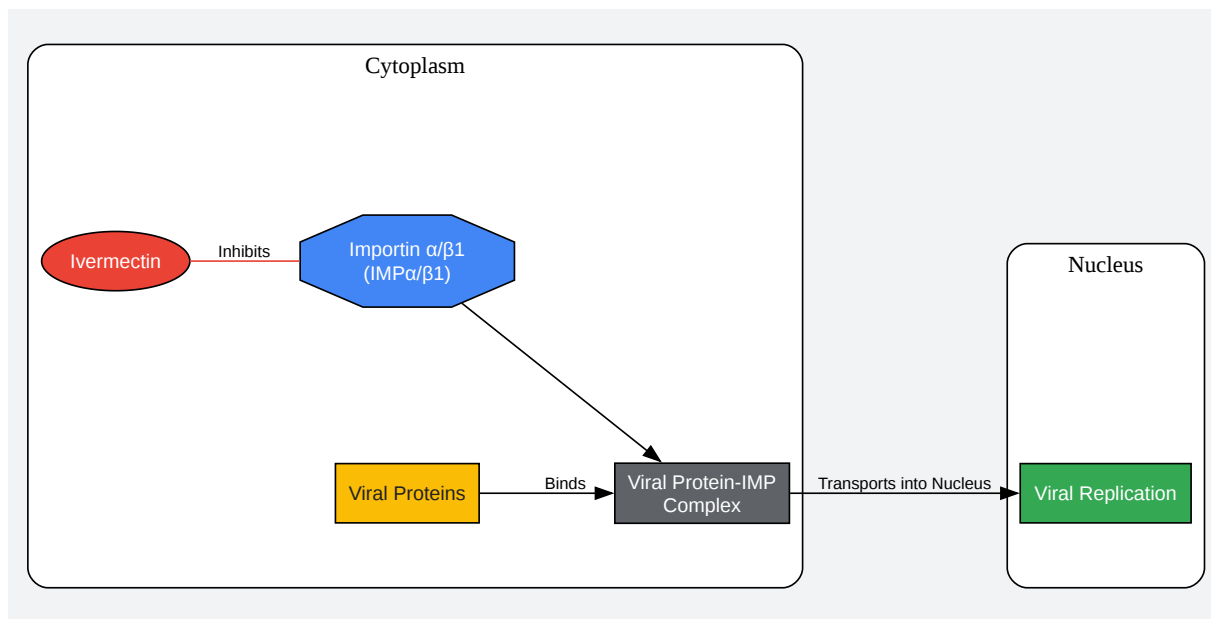 Cytoplasm
Ivermectin
Inhibits
Importin α/β1
(IMPα/β1)
Nucleus
Viral Proteins
Binds
Viral Protein-IMP
Complex
Transports into Nucleus
Viral Replication